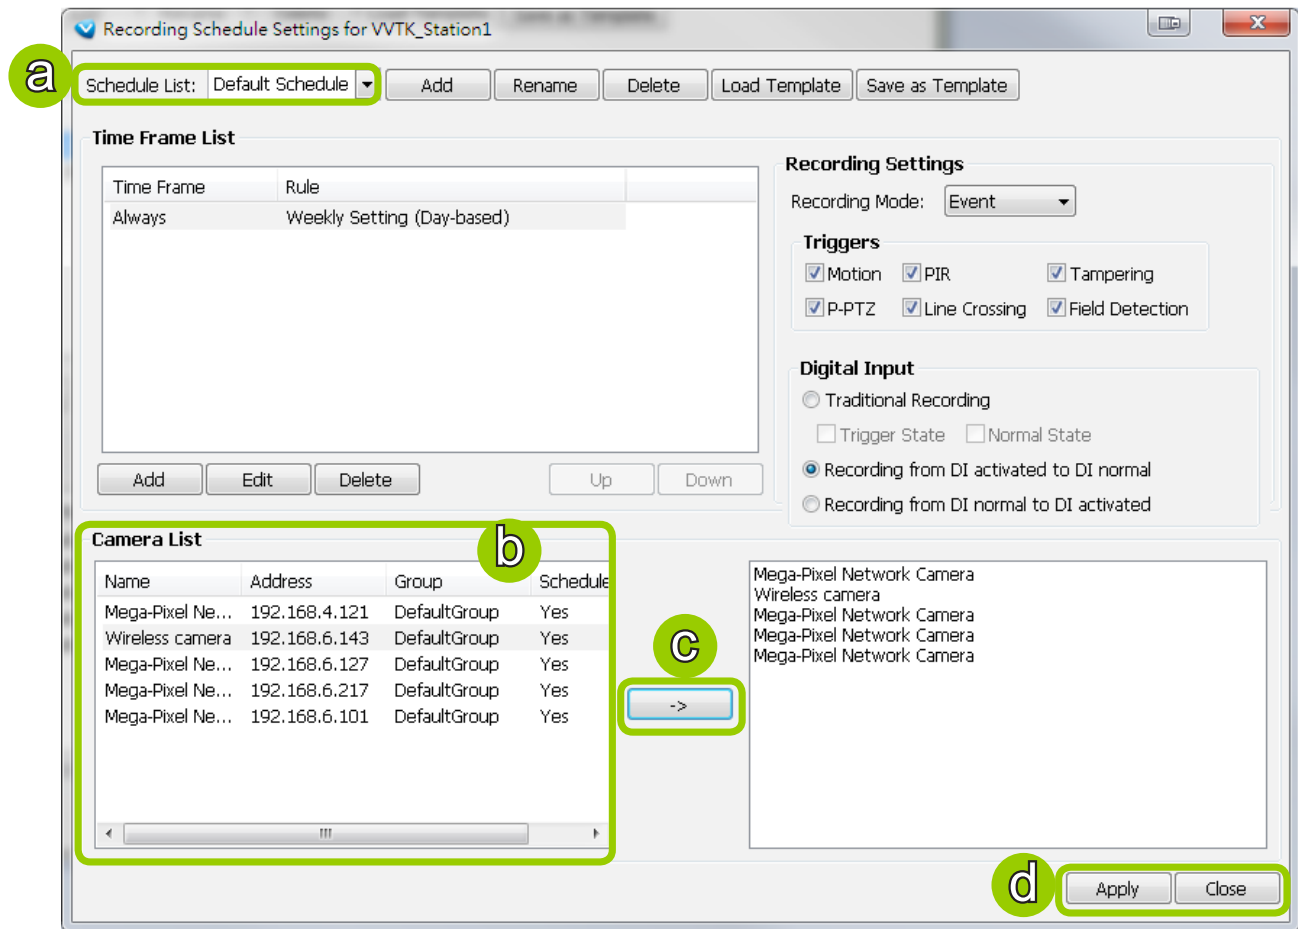 Recording Schedule Settings for VVTK_Station1
a
Schedule List: Default Schedule Add Rename Delete Load Template Save as Template
Time Frame List
Time Frame Rule
Always Weekly Setting (Day-based)
Add Edit Delete Up Down
Recording Settings
Recording Mode: Event
Triggers
Motion PIR Tampering
P-PTZ Line Crossing Field Detection
Digital Input
Traditional Recording
Trigger State Normal State
Recording from DI activated to DI normal
Recording from DI normal to DI activated
Camera List
b
Name Address Group Schedule
Mega-Pixel Ne... 192.168.4.121 DefaultGroup Yes
Wireless camera 192.168.6.143 DefaultGroup Yes
Mega-Pixel Ne... 192.168.6.127 DefaultGroup Yes
Mega-Pixel Ne... 192.168.6.217 DefaultGroup Yes
Mega-Pixel Ne... 192.168.6.101 DefaultGroup Yes
c
->
Mega-Pixel Network Camera
Wireless camera
Mega-Pixel Network Camera
Mega-Pixel Network Camera
Mega-Pixel Network Camera
d
Apply Close